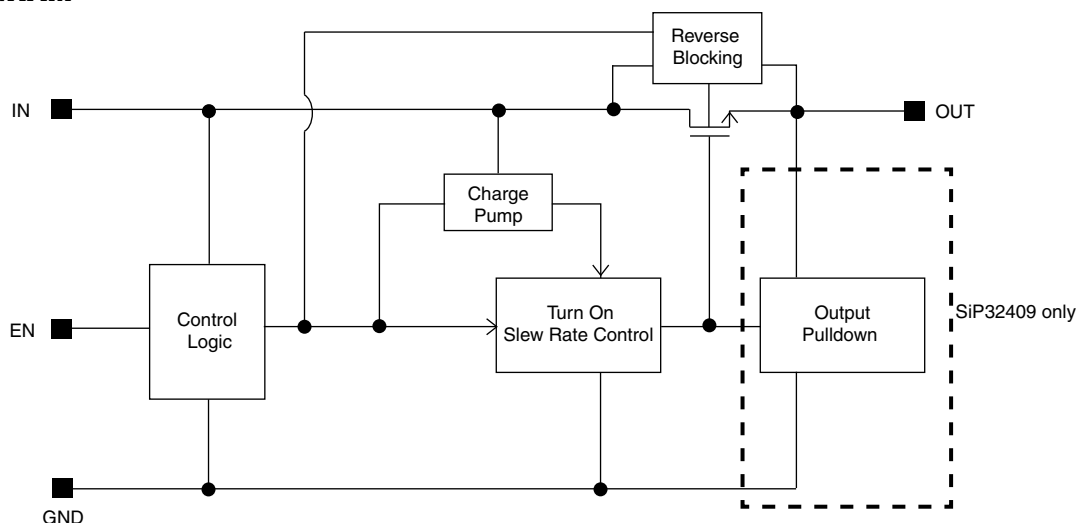 Reverse
Blocking
IN
OUT
Charge
Pump
Control
Logic
EN
Turn On
Slew Rate Control
Output
Pulldown
SiP32409 only
GND